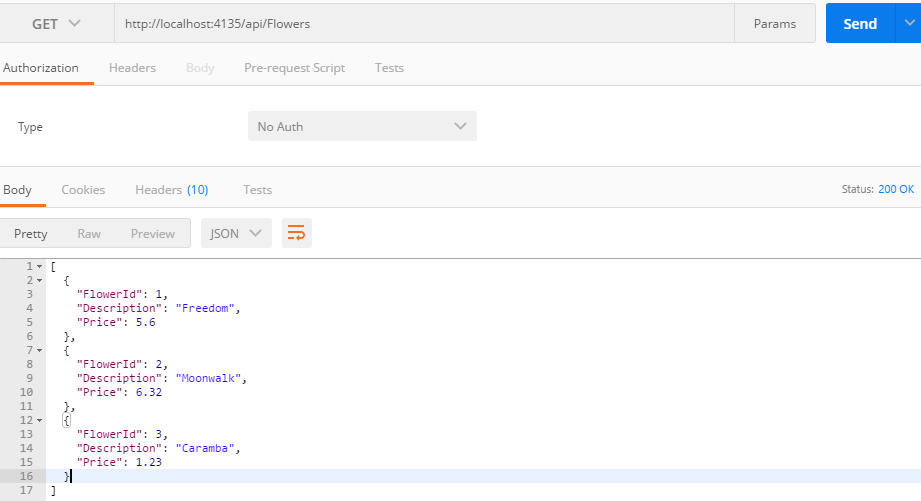 GET http://localhost:4135/api/Flowers Params Send
Authorization Headers Body Pre-request Script Tests
Type No Auth
Body Cookies Headers (10) Tests Status: 200 OK
Pretty Raw Preview JSON
1 [
2 {
3 "FlowerId": 1,
4 "Description": "Freedom",
5 "Price": 5.6
6 },
7 {
8 "FlowerId": 2,
9 "Description": "Moonwalk",
10 "Price": 6.32
11 },
12 {
13 "FlowerId": 3,
14 "Description": "Caramba",
15 "Price": 1.23
16 }
17 ]